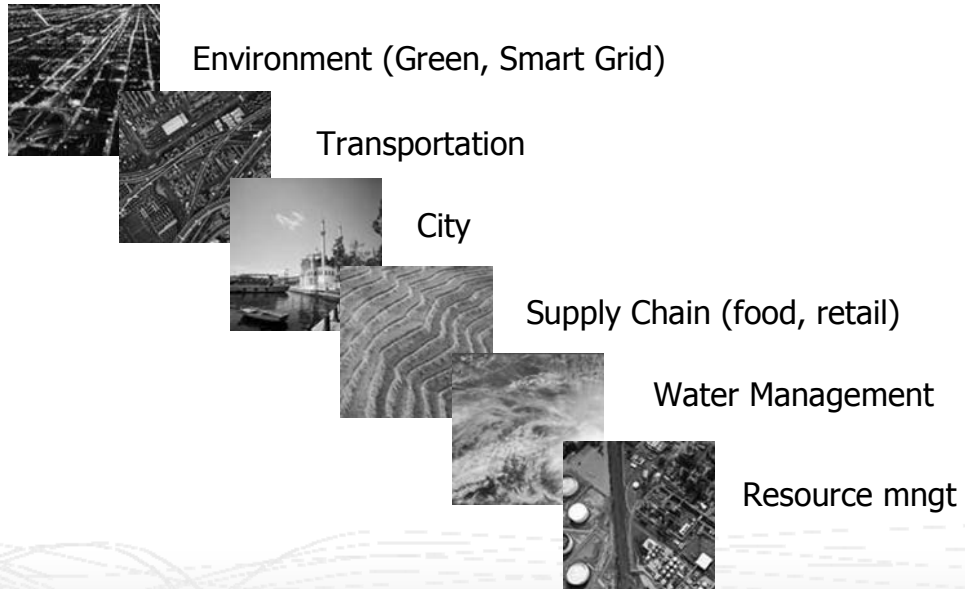 Environment (Green, Smart Grid)
Transportation
City
Supply Chain (food, retail)
Water Management
Resource mngt